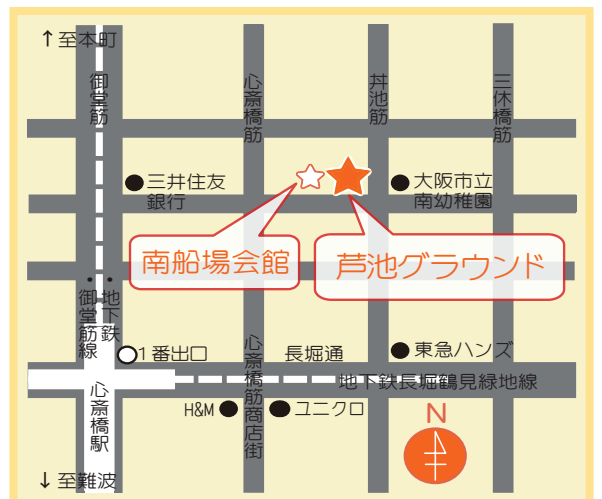 ↑至本町
御堂筋
心斎橋筋
丼池筋
三休橋筋
三井住友
銀行
大阪市立
南幼稚園
南船場会館
芦池グラウンド
地下鉄
御堂筋線
1番出口
長堀通
東急ハンズ
地下鉄長堀鶴見緑地線
心斎橋駅
心斎橋筋商店街
H&M
ユニクロ
N
↓至難波